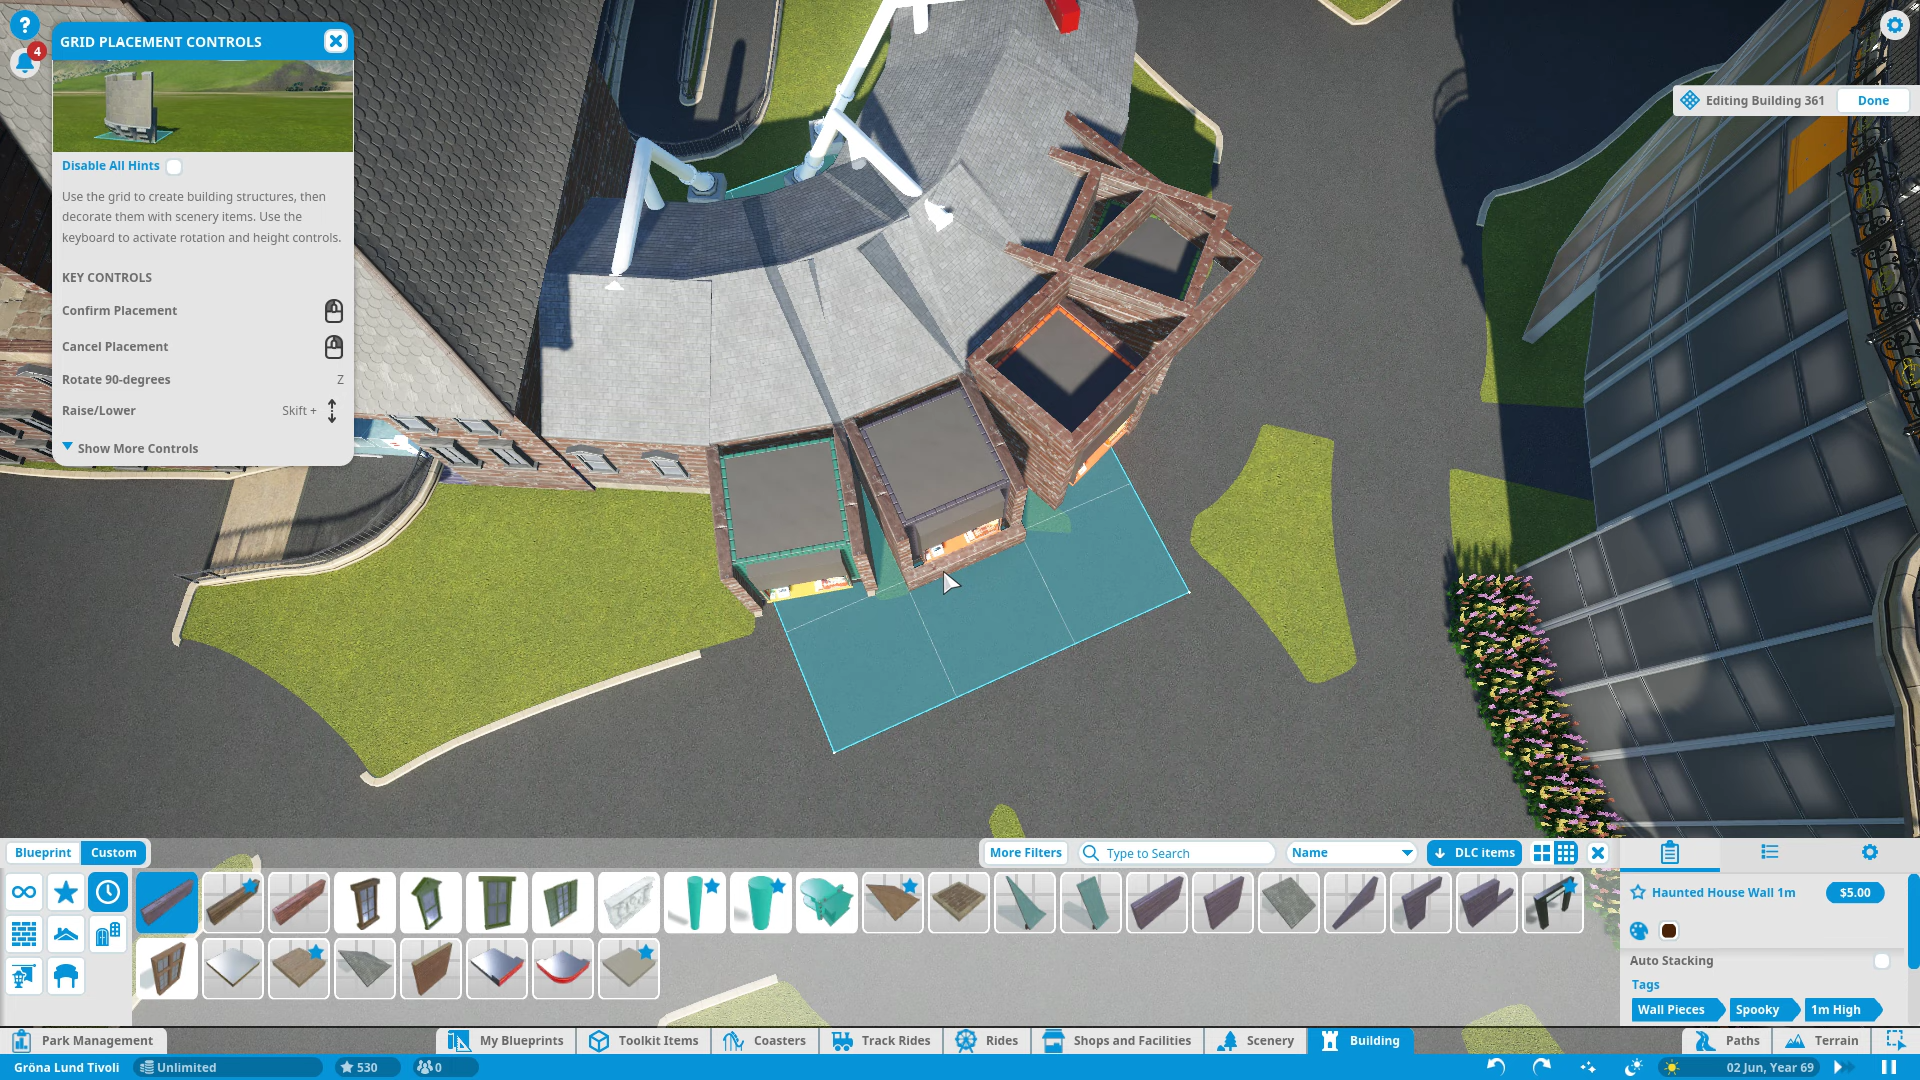 ?
4
GRID PLACEMENT CONTROLS
Disable All Hints
Use the grid to create building structures, then
decorate them with scenery items. Use the
keyboard to activate rotation and height controls.
KEY CONTROLS
Confirm Placement
Cancel Placement
Rotate 90-degrees Z
Raise/Lower Skift +
Show More Controls
Editing Building 361 Done
Blueprint Custom
More Filters Type to Search Name DLC items
Haunted House Wall 1m $5.00
Auto Stacking
Tags
Wall Pieces Spooky 1m High
Park Management My Blueprints Toolkit Items Coasters Track Rides Rides Shops and Facilities Scenery Building Paths Terrain
Gröna Lund Tivoli Unlimited 530 0 02 Jun, Year 69